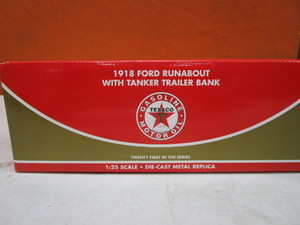 1918 FORD RUNABOUT
WITH TANKER TRAILER BANK
GASOLINE
TEXACO
MOTOR OIL
TWENTY FIRST IN THE SERIES
1:25 SCALE • DIE-CAST METAL REPLICA